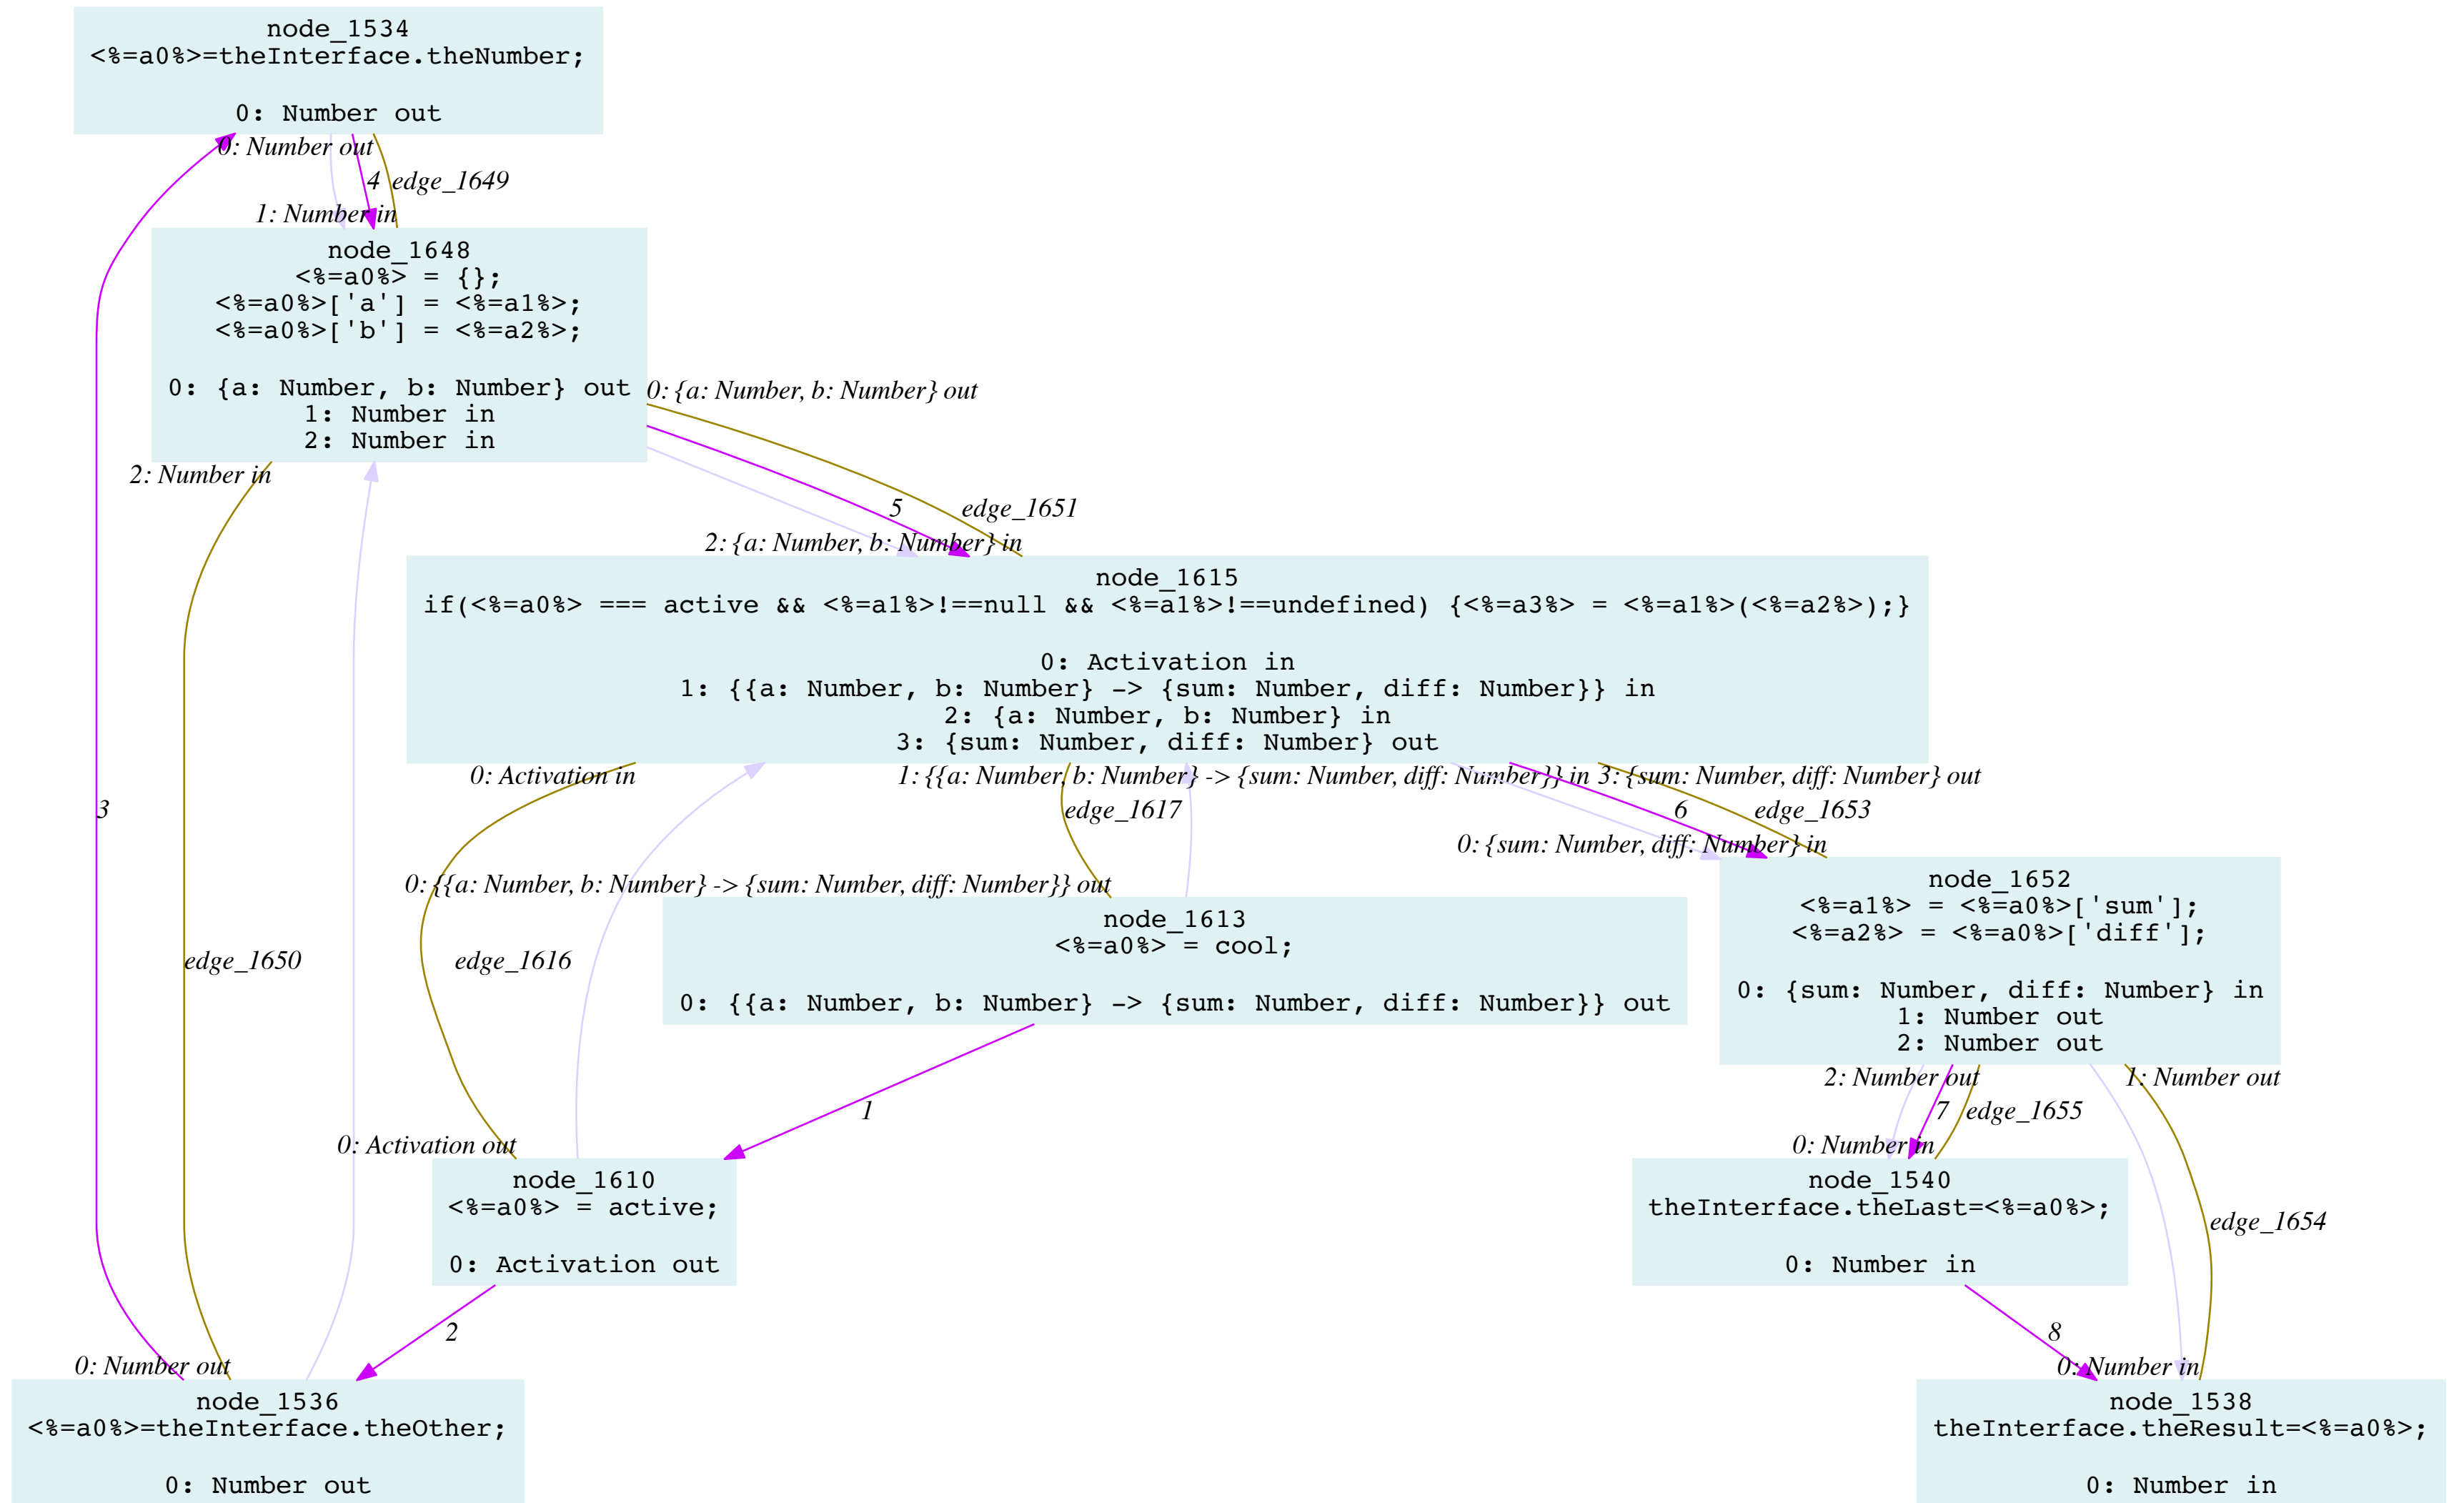 node_1534
<%=a0%>=theInterface.theNumber;
0: Number out
0: Number out
4
edge_1649
1: Number in
node_1648
<%=a0%> = {};
<%=a0%>['a'] = <%=a1%>;
<%=a0%>['b'] = <%=a2%>;
0: {a: Number, b: Number} out
1: Number in
2: Number in
0: {a: Number, b: Number} out
2: Number in
5
edge_1651
2: {a: Number, b: Number} in
node_1615
if(<%=a0%> === active && <%=a1%>!==null && <%=a1%>!==undefined) {<%=a3%> = <%=a1%>(<%=a2%>);}
0: Activation in
1: {{a: Number, b: Number} -> {sum: Number, diff: Number}} in
2: {a: Number, b: Number} in
3: {sum: Number, diff: Number} out
0: Activation in
1: {{a: Number, b: Number} -> {sum: Number, diff: Number}} in
3: {sum: Number, diff: Number} out
3
edge_1617
6
edge_1653
0: {sum: Number, diff: Number} in
0: {{a: Number, b: Number} -> {sum: Number, diff: Number}} out
node_1613
<%=a0%> = cool;
0: {{a: Number, b: Number} -> {sum: Number, diff: Number}} out
node_1652
<%=a1%> = <%=a0%>['sum'];
<%=a2%> = <%=a0%>['diff'];
0: {sum: Number, diff: Number} in
1: Number out
2: Number out
edge_1650
edge_1616
2: Number out
1: Number out
1
7
edge_1655
0: Activation out
0: Number in
node_1610
<%=a0%> = active;
0: Activation out
node_1540
theInterface.theLast=<%=a0%>;
0: Number in
edge_1654
2
8
0: Number out
0: Number in
node_1536
<%=a0%>=theInterface.theOther;
0: Number out
node_1538
theInterface.theResult=<%=a0%>;
0: Number in